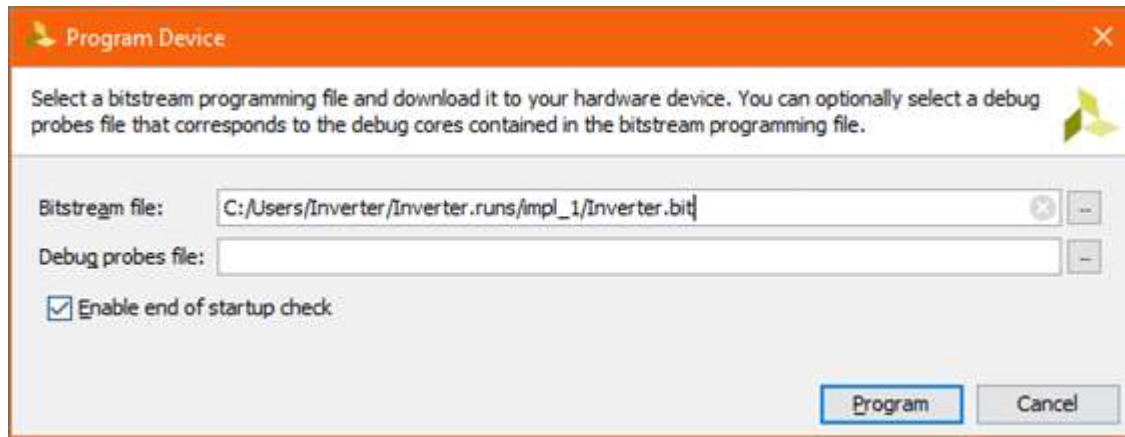 Program Device
Select a bitstream programming file and download it to your hardware device. You can optionally select a debug
probes file that corresponds to the debug cores contained in the bitstream programming file.
Bitstream file: C:/Users/Inverter/Inverter.runs/impl_1/Inverter.bit
Debug probes file:
Enable end of startup check
Program Cancel